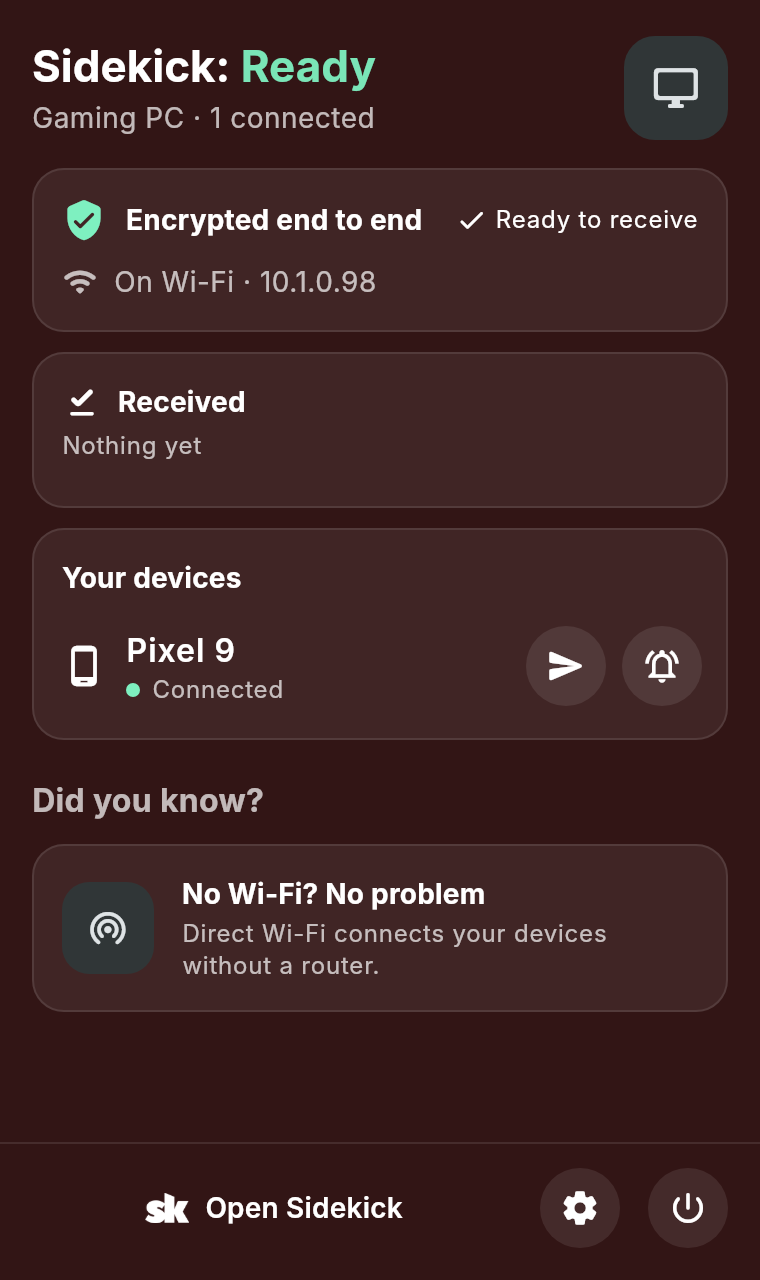 Sidekick: Ready
Gaming PC · 1 connected
Encrypted end to end
Ready to receive
On Wi-Fi · 10.1.0.98
Received
Nothing yet
Your devices
Pixel 9
Connected
Did you know?
No Wi-Fi? No problem
Direct Wi-Fi connects your devices
without a router.
sk Open Sidekick